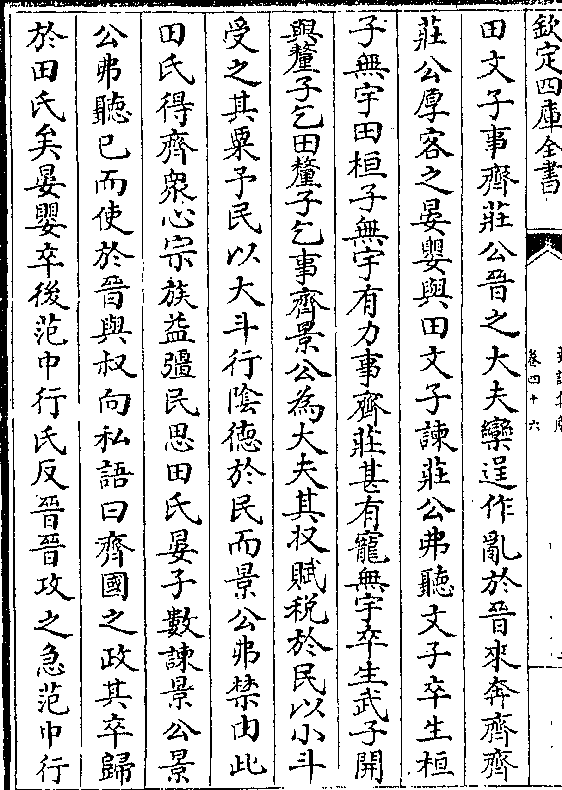 欽定四庫全書
卷四十六
田文子事齊莊公晉之大夫欒逞作亂於晉來奔齊齊
莊公厚客之晏嬰與田文子諫莊公弗聽文子卒生桓
子無宇田桓子無宇有力事齊莊甚有寵無宇卒生武子開
與釐子乞田釐子乞事齊景公為大夫其収賦稅於民以小斗
受之其粟予民以大斗行陰德於民而景公弗禁由此
田氏得齊衆心宗族益彊民思田氏晏子數諫景公景
公弗聽已而使於晉與叔向私語曰齊國之政其卒歸
於田氏矣晏嬰卒後范中行氏反晉晉攻之急范中行